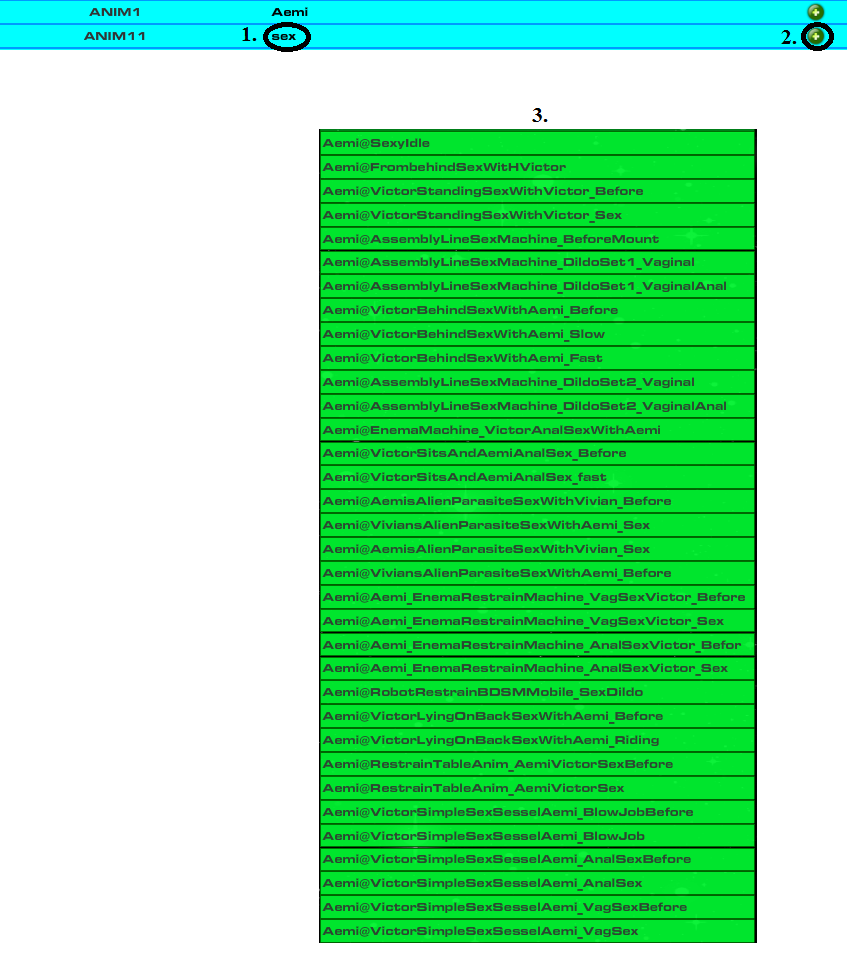 ANIM1 Aemi
ANIM11 1. sex 2.
3.
Aemi@SexyIdle
Aemi@FrombehindSexWitHVictor
Aemi@VictorStandingSexWithVictor_Before
Aemi@VictorStandingSexWithVictor_Sex
Aemi@AssemblyLineSexMachine_BeforeMount
Aemi@AssemblyLineSexMachine_DildoSet1_Vaginal
Aemi@AssemblyLineSexMachine_DildoSet1_VaginalAnal
Aemi@VictorBehindSexWithAemi_Before
Aemi@VictorBehindSexWithAemi_Slow
Aemi@VictorBehindSexWithAemi_Fast
Aemi@AssemblyLineSexMachine_DildoSet2_Vaginal
Aemi@AssemblyLineSexMachine_DildoSet2_VaginalAnal
Aemi@EnemaMachine_VictorAnalSexWithAemi
Aemi@VictorSitsAndAemiAnalSex_Before
Aemi@VictorSitsAndAemiAnalSex_fast
Aemi@AemisAlienParasiteSexWithVivian_Before
Aemi@ViviansAlienParasiteSexWithAemi_Sex
Aemi@AemisAlienParasiteSexWithVivian_Sex
Aemi@ViviansAlienParasiteSexWithAemi_Before
Aemi@Aemi_EnemaRestrainMachine_VagSexVictor_Before
Aemi@Aemi_EnemaRestrainMachine_VagSexVictor_Sex
Aemi@Aemi_EnemaRestrainMachine_AnalSexVictor_Befor
Aemi@Aemi_EnemaRestrainMachine_AnalSexVictor_Sex
Aemi@RobotRestrainBDSMMobile_SexDildo
Aemi@VictorLyingOnBackSexWithAemi_Before
Aemi@VictorLyingOnBackSexWithAemi_Riding
Aemi@RestrainTableAnim_AemiVictorSexBefore
Aemi@RestrainTableAnim_AemiVictorSex
Aemi@VictorSimpleSexSesselAemi_BlowJobBefore
Aemi@VictorSimpleSexSesselAemi_BlowJob
Aemi@VictorSimpleSexSesselAemi_AnalSexBefore
Aemi@VictorSimpleSexSesselAemi_AnalSex
Aemi@VictorSimpleSexSesselAemi_VagSexBefore
Aemi@VictorSimpleSexSesselAemi_VagSex